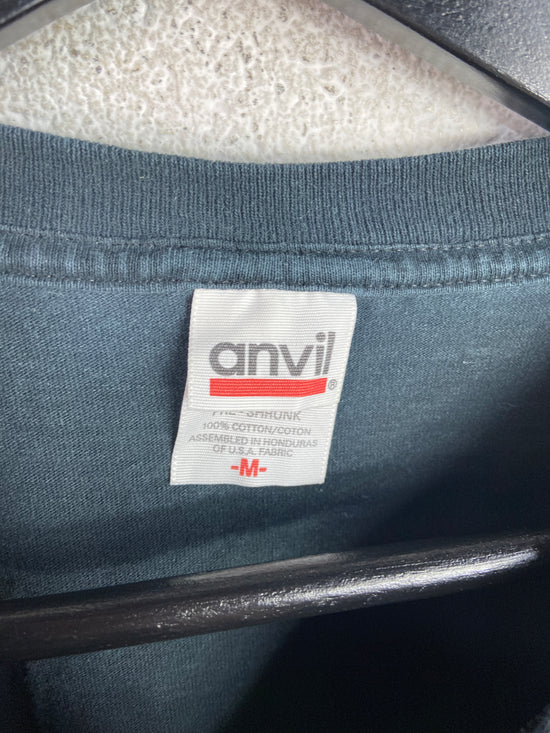 anvil®
PRE-SHRUNK
100% COTTON/COTON
ASSEMBLED IN HONDURAS
OF U.S.A. FABRIC
-M-